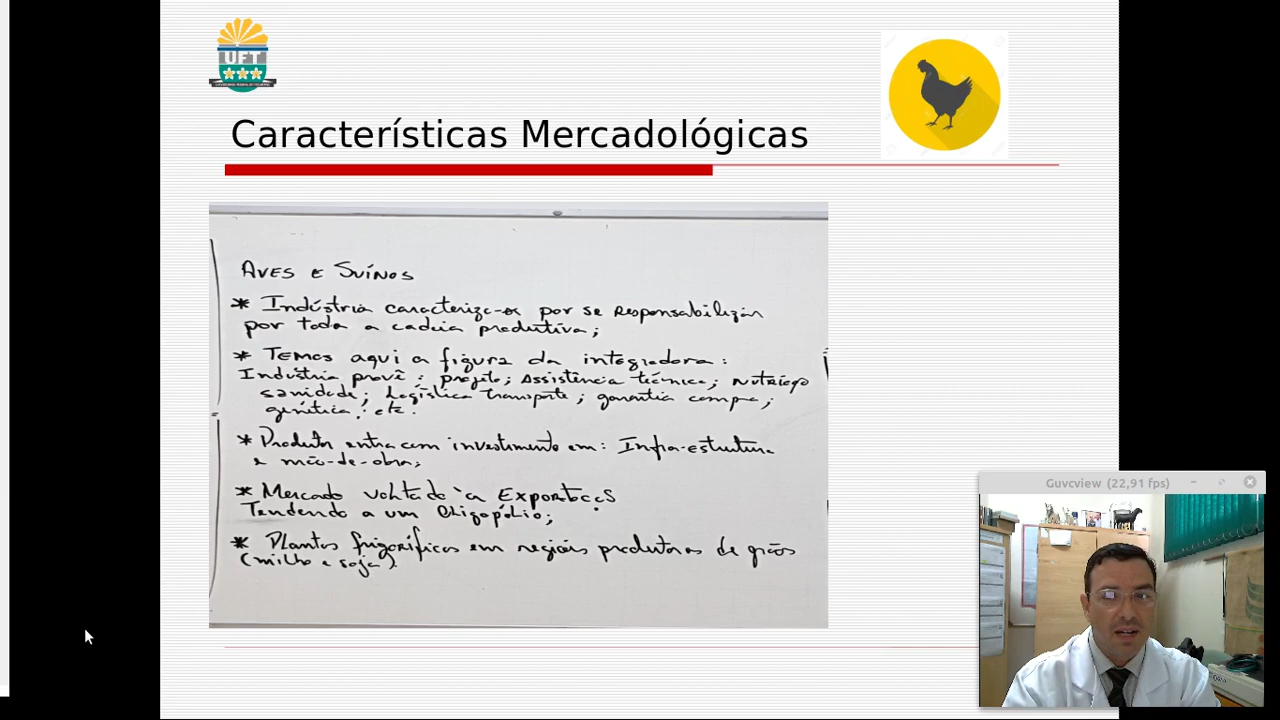 UFT
Características Mercadológicas
AVES E SUÍNOS
* Indústria caracteriza-se por se responsabilizar
por toda a cadeia produtiva;
* Temos aqui a figura da integradora:
Indústria provê: projeto; Assistência técnica; Nutrição
sanidade; Logística transporte; garantia compra;
genética; etc.
* Produtor entra com investimento em: Infra-estrutura
e mão-de-obra;
* Mercado voltado à Exportações
Tendendo a um Oligopólio;
* Plantas frigoríficas em regiões produtoras de grãos
(milho e soja).
Guvcview (22,91 fps)